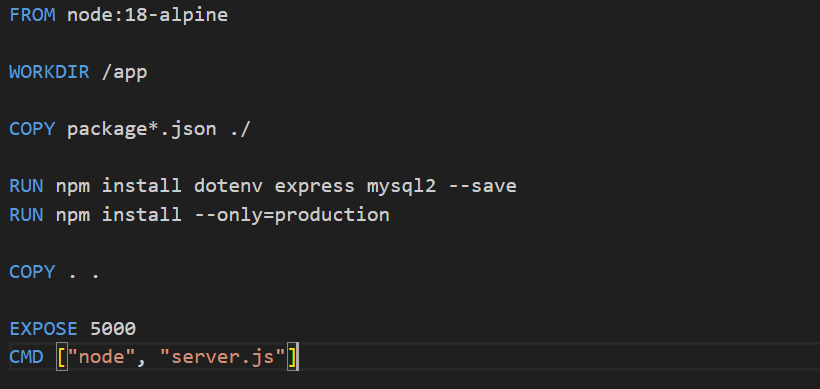 FROM node:18-alpine
WORKDIR /app
COPY package*.json ./
RUN npm install dotenv express mysql2 --save
RUN npm install --only=production
COPY . .
EXPOSE 5000
CMD ["node", "server.js"]